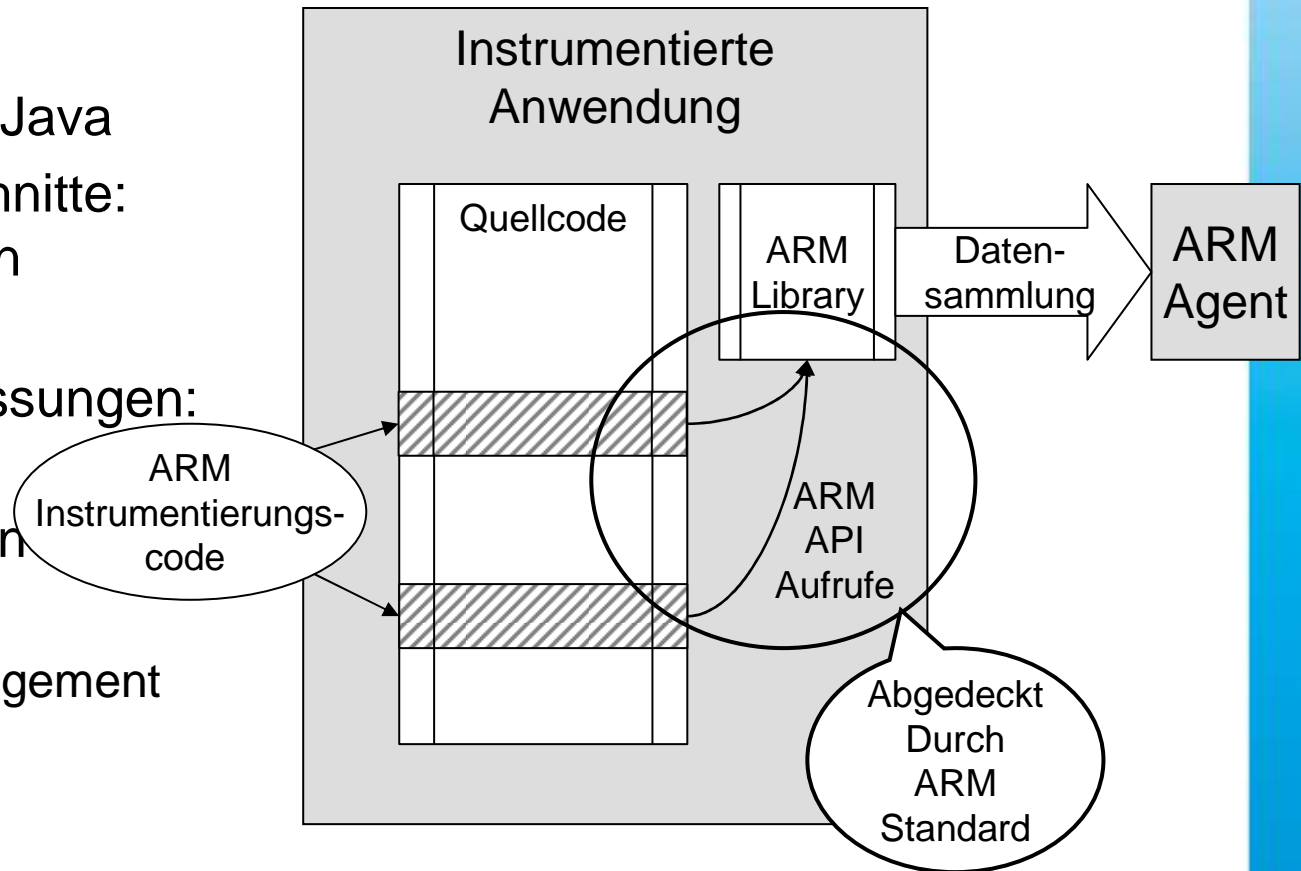 Java
hnitte:
n
ssungen:
n
gement
Instrumentierte
Anwendung
Quellcode
ARM
Library
Daten-
sammlung
ARM
Agent
ARM
Instrumentierungs-
code
ARM
API
Aufrufe
Abgedeckt
Durch
ARM
Standard